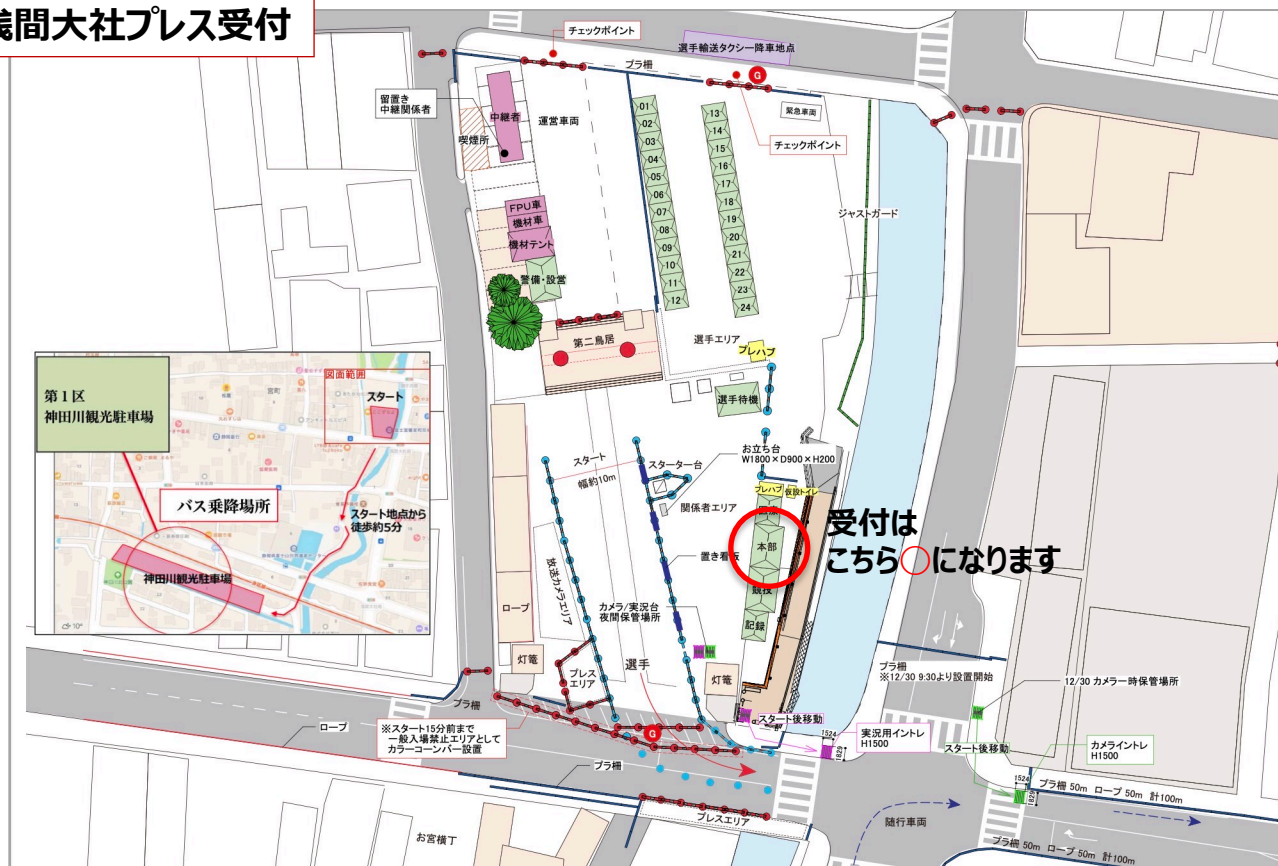 間大社プレス受付
チェックポイント
選手輸送タクシー降車地点
プラ柵
G
留置き
中継関係者
中継者
運営車両
喫煙所
緊急車両
チェックポイント
01
02
03
04
05
06
07
08
09
10
11
12
13
14
15
16
17
18
19
20
21
22
23
24
ジャストガード
FPU車
機材車
機材テント
警備・設営
第二鳥居
選手エリア
プレハブ
選手待機
第1区
神田川観光駐車場
図面範囲
スタート
宮町
バス乗降場所
スタート地点から
徒歩約5分
神田川観光駐車場
10°
スタート
幅約10m
スターター台
お立ち台
W1800×D900×H200
関係者エリア
プレハブ
仮設トイレ
本部
競技
記録
受付は
こちら○になります
置き看板
放送カメラエリア
カメラ/実況台
夜間保管場所
ロープ
灯篭
プレス
エリア
選手
灯篭
プラ柵
※12/30 9:30より設置開始
12/30 カメラ一時保管場所
プラ柵
ロープ
※スタート15分前まで
一般入場禁止エリアとして
カラーコーンバー設置
G
スタート後移動
1524
1829
実況用イントレ
H1500
スタート後移動
カメライントレ
H1500
1524
1829
プラ柵
プラ柵 50m ロープ 50m 計100m
プレスエリア
随行車両
お宮横丁
プラ柵 50m ロープ 50m 計100m